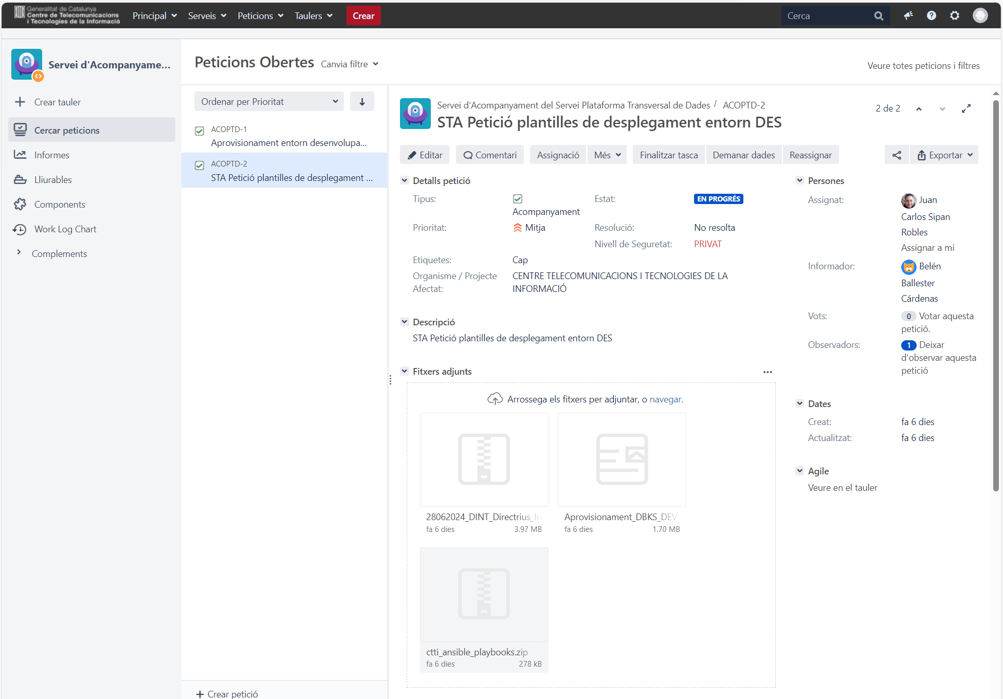 Generalitat de Catalunya
Centre de Telecomunicacions
i Tecnologies de la Informació
Principal
Serveis
Peticions
Taulers
Crear
Cerca
Servei d'Acompanyame...
Crear tauler
Cercar peticions
Informes
Lliurables
Components
Work Log Chart
Complements
Peticions Obertes
Canvia filtre
Veure totes peticions i filtres
Ordenar per Prioritat
ACOPTD-1
Aprovisionament entorn desenvolupa...
ACOPTD-2
STA Petició plantilles de desplegament ...
Crear petició
Servei d'Acompanyament del Servei Plataforma Transversal de Dades / ACOPTD-2
STA Petició plantilles de desplegament entorn DES
2 de 2
Editar
Comentari
Assignació
Més
Finalitzar tasca
Demanar dades
Reassignar
Exportar
Detalls petició
Tipus:
Acompanyament
Estat:
EN PROGRÉS
Prioritat:
Mitja
Resolució:
No resolta
Nivell de Seguretat:
PRIVAT
Etiquetes:
Cap
Organisme / Projecte
Afectat:
CENTRE TELECOMUNICACIONS I TECNOLOGIES DE LA
INFORMACIÓ
Descripció
STA Petició plantilles de desplegament entorn DES
Fitxers adjunts
Arrossega els fitxers per adjuntar, o navegar.
28062024_DINT_Directrius_
fa 6 dies
3.97 MB
Aprovisionament_DBKS_DEV
fa 6 dies
1.70 MB
ctti_ansible_playbooks.zip
fa 6 dies
278 kB
Persones
Assignat:
Juan
Carlos Sipan
Robles
Assignar a mi
Informador:
Belén
Ballester
Cárdenas
Vots:
0 Votar aquesta
petició.
Observadors:
1 Deixar
d'observar aquesta
petició
Dates
Creat:
fa 6 dies
Actualitzat:
fa 6 dies
Agile
Veure en el tauler